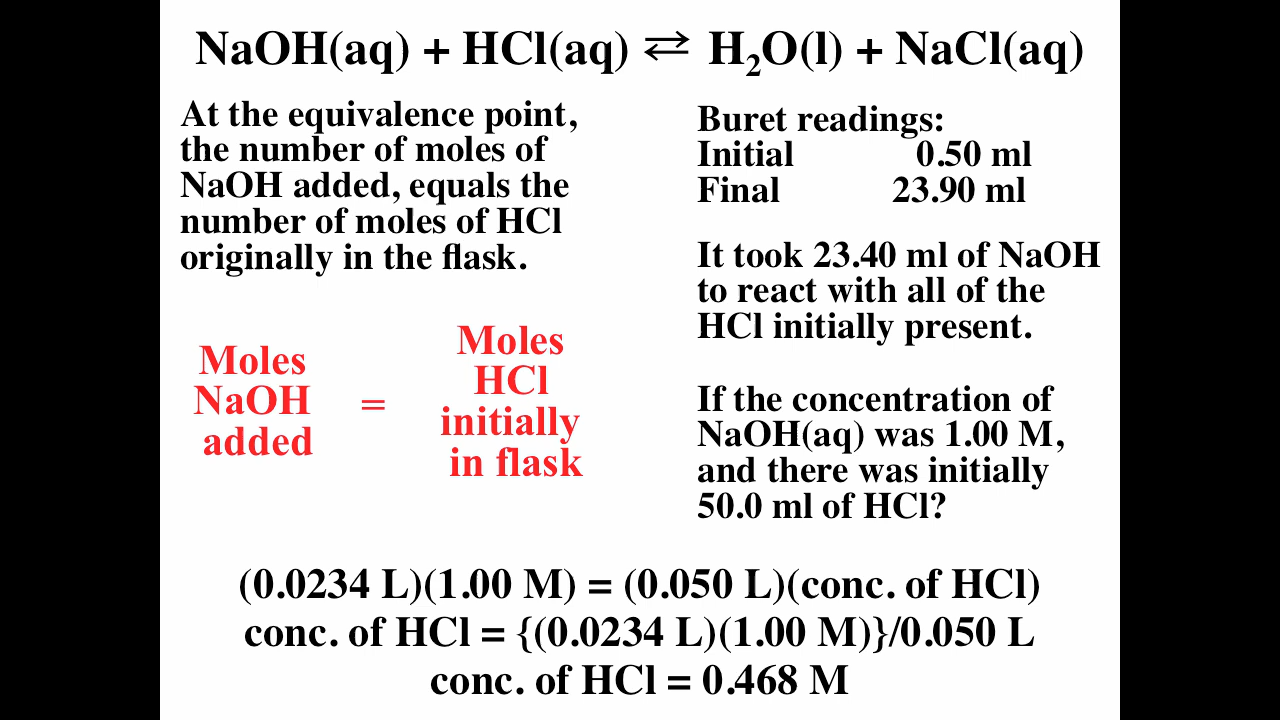 NaOH(aq) + HCl(aq) ⇌ H₂O(l) + NaCl(aq)
At the equivalence point,
the number of moles of
NaOH added, equals the
number of moles of HCl
originally in the flask.
Moles
NaOH
added
=
Moles
HCl
initially
in flask
Buret readings:
Initial 0.50 ml
Final 23.90 ml
It took 23.40 ml of NaOH
to react with all of the
HCl initially present.
If the concentration of
NaOH(aq) was 1.00 M,
and there was initially
50.0 ml of HCl?
(0.0234 L)(1.00 M) = (0.050 L)(conc. of HCl)
conc. of HCl = {(0.0234 L)(1.00 M)}/0.050 L
conc. of HCl = 0.468 M